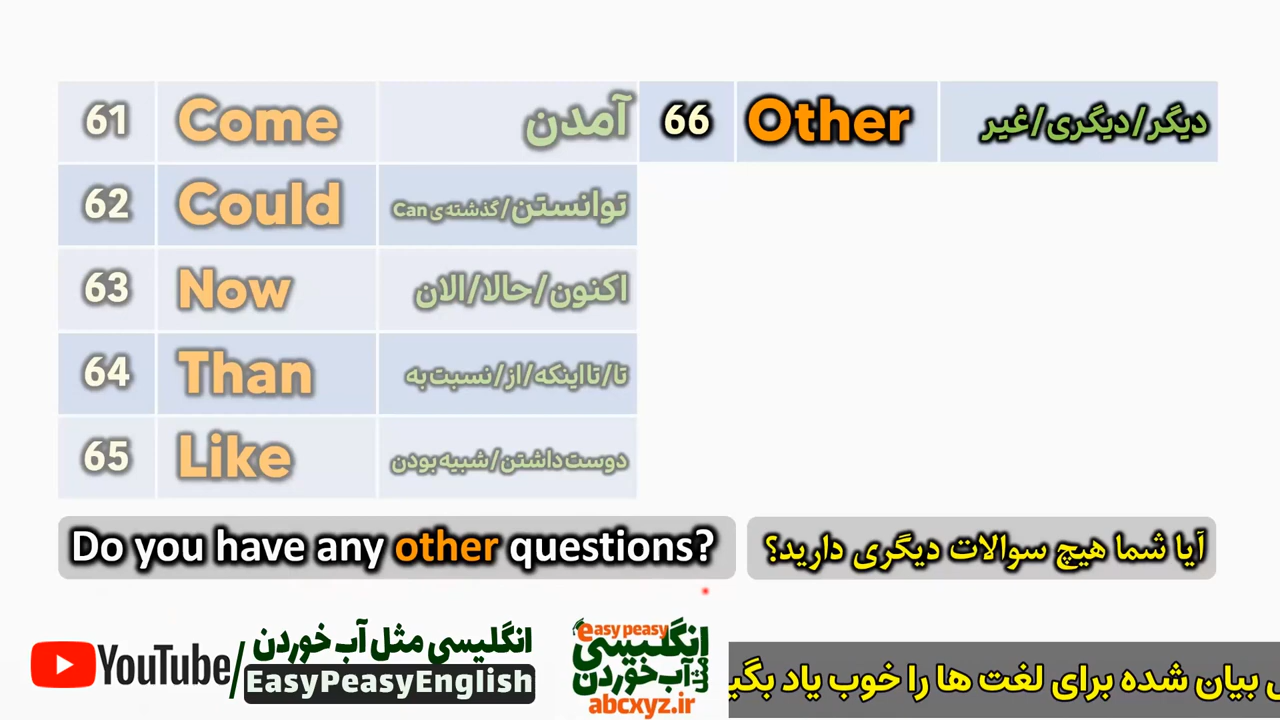 61 Come آمدن
62 Could توانستن/گذشته‌ی Can
63 Now اکنون/حالا/الان
64 Than تا/تااینکه/از/نسبت به
65 Like دوست داشتن/شبیه بودن
66 Other دیگر/دیگری/غیر
Do you have any other questions?
آیا شما هیچ سوالات دیگری دارید؟
YouTube/
انگلیسی مثل آب خوردن
EasyPeasyEnglish
easy peasy
انگلیسی
مثل آب خوردن
abcxyz.ir
بیان شده برای لغت ها را خوب یاد